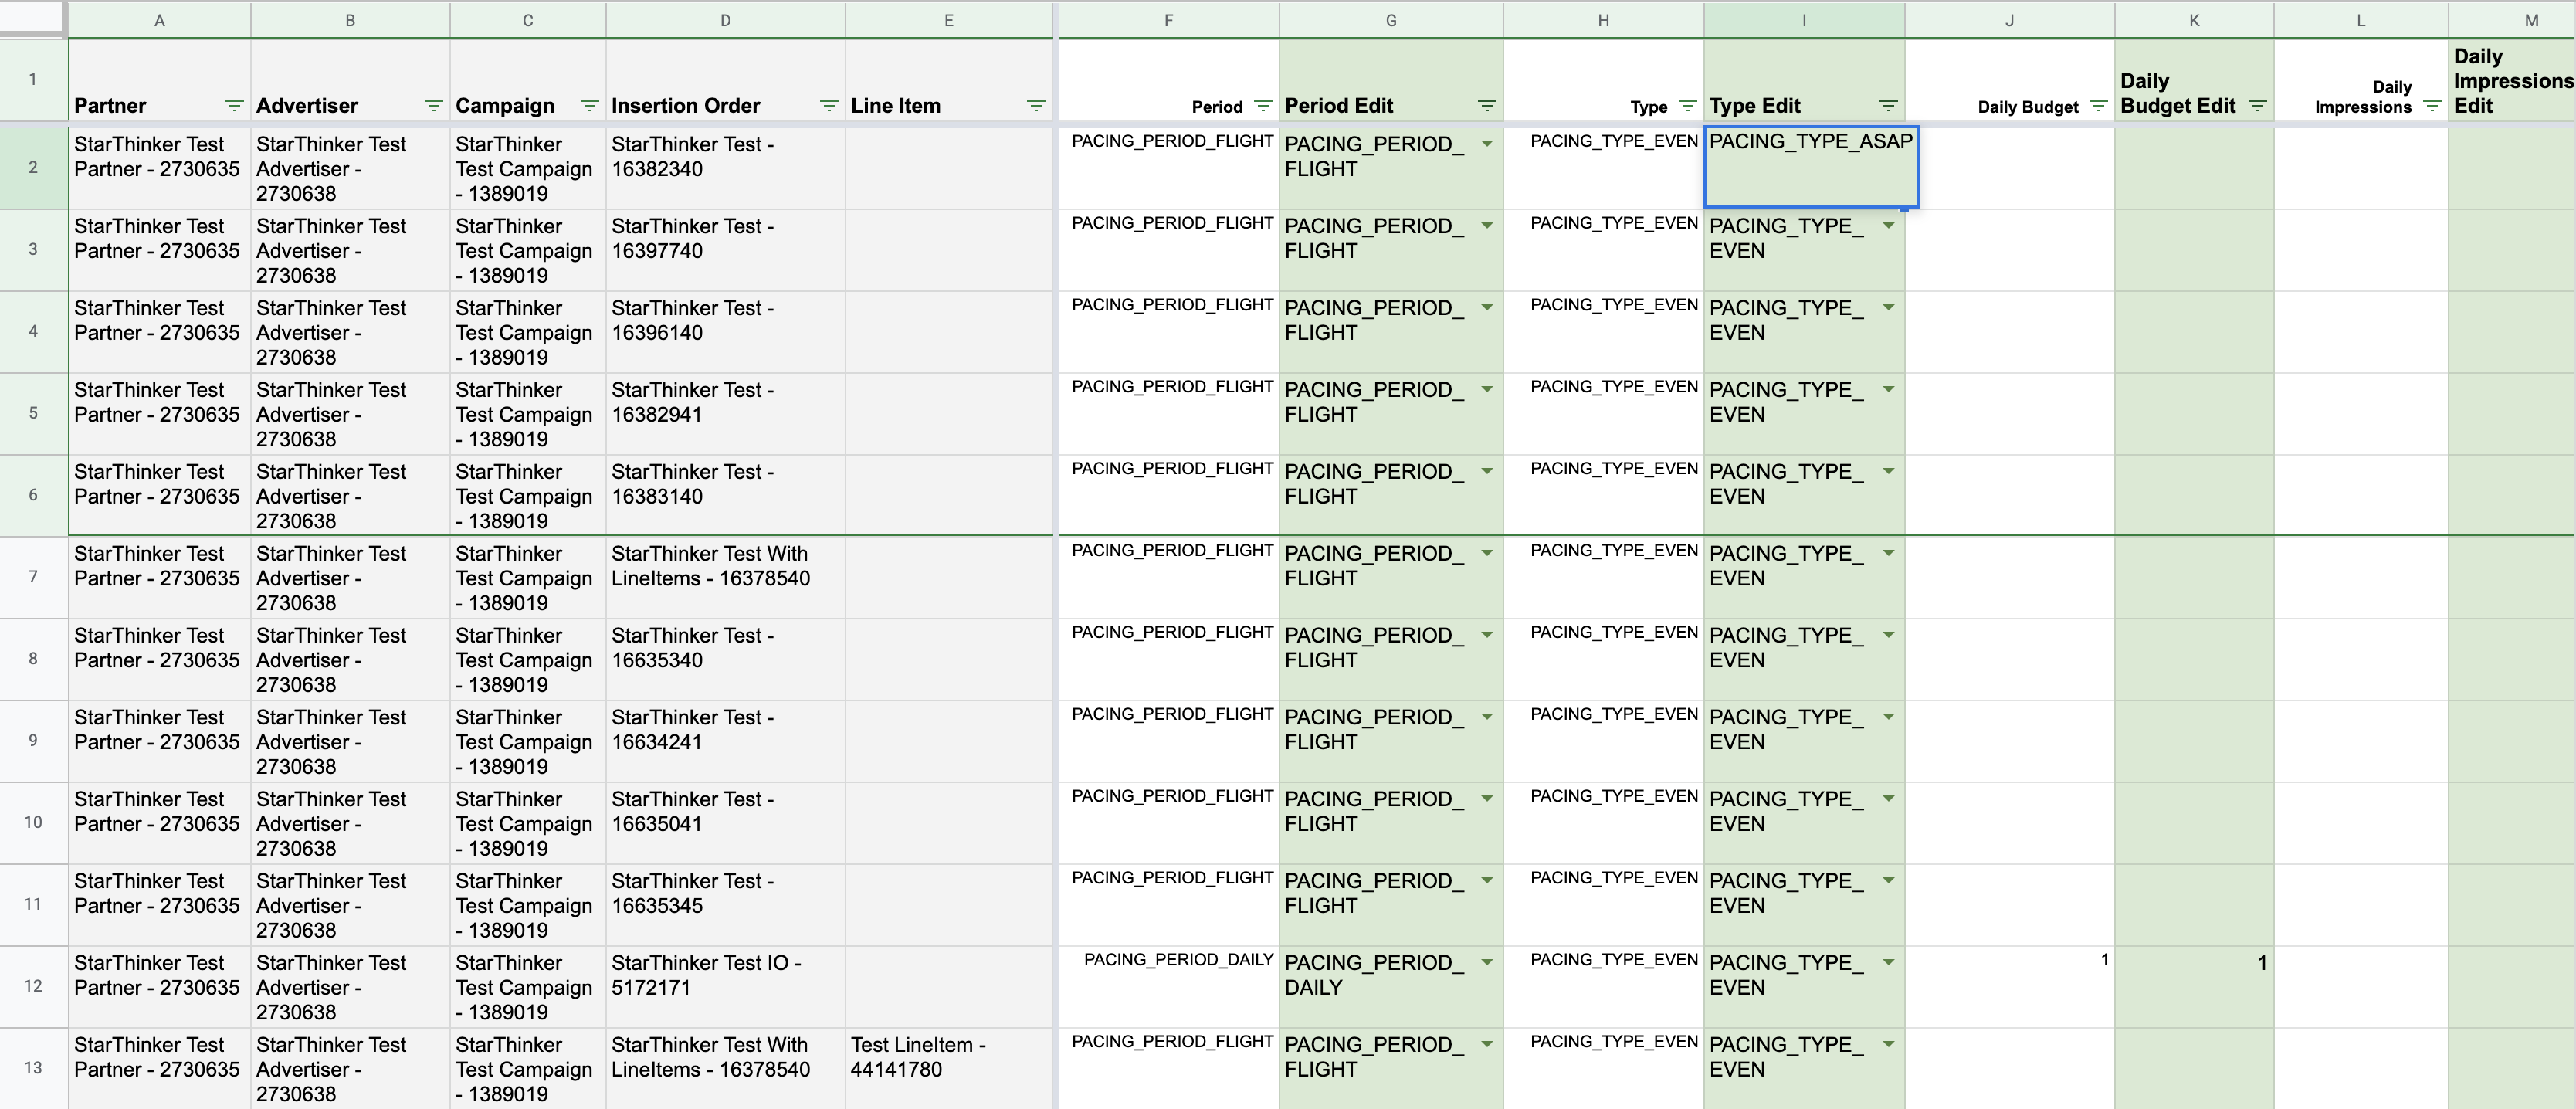 A B C D E F G H I J K L M
1 Partner Advertiser Campaign Insertion Order Line Item Period Period Edit Type Type Edit Daily Budget Daily Budget Edit Daily Impressions Daily Impressions Edit
2 StarThinker Test Partner - 2730635 StarThinker Test Advertiser - 2730638 StarThinker Test Campaign - 1389019 StarThinker Test - 16382340 PACING_PERIOD_FLIGHT PACING_PERIOD_FLIGHT PACING_TYPE_EVEN PACING_TYPE_ASAP
3 StarThinker Test Partner - 2730635 StarThinker Test Advertiser - 2730638 StarThinker Test Campaign - 1389019 StarThinker Test - 16397740 PACING_PERIOD_FLIGHT PACING_PERIOD_FLIGHT PACING_TYPE_EVEN PACING_TYPE_EVEN
4 StarThinker Test Partner - 2730635 StarThinker Test Advertiser - 2730638 StarThinker Test Campaign - 1389019 StarThinker Test - 16396140 PACING_PERIOD_FLIGHT PACING_PERIOD_FLIGHT PACING_TYPE_EVEN PACING_TYPE_EVEN
5 StarThinker Test Partner - 2730635 StarThinker Test Advertiser - 2730638 StarThinker Test Campaign - 1389019 StarThinker Test - 16382941 PACING_PERIOD_FLIGHT PACING_PERIOD_FLIGHT PACING_TYPE_EVEN PACING_TYPE_EVEN
6 StarThinker Test Partner - 2730635 StarThinker Test Advertiser - 2730638 StarThinker Test Campaign - 1389019 StarThinker Test - 16383140 PACING_PERIOD_FLIGHT PACING_PERIOD_FLIGHT PACING_TYPE_EVEN PACING_TYPE_EVEN
7 StarThinker Test Partner - 2730635 StarThinker Test Advertiser - 2730638 StarThinker Test Campaign - 1389019 StarThinker Test With LineItems - 16378540 PACING_PERIOD_FLIGHT PACING_PERIOD_FLIGHT PACING_TYPE_EVEN PACING_TYPE_EVEN
8 StarThinker Test Partner - 2730635 StarThinker Test Advertiser - 2730638 StarThinker Test Campaign - 1389019 StarThinker Test - 16635340 PACING_PERIOD_FLIGHT PACING_PERIOD_FLIGHT PACING_TYPE_EVEN PACING_TYPE_EVEN
9 StarThinker Test Partner - 2730635 StarThinker Test Advertiser - 2730638 StarThinker Test Campaign - 1389019 StarThinker Test - 16634241 PACING_PERIOD_FLIGHT PACING_PERIOD_FLIGHT PACING_TYPE_EVEN PACING_TYPE_EVEN
10 StarThinker Test Partner - 2730635 StarThinker Test Advertiser - 2730638 StarThinker Test Campaign - 1389019 StarThinker Test - 16635041 PACING_PERIOD_FLIGHT PACING_PERIOD_FLIGHT PACING_TYPE_EVEN PACING_TYPE_EVEN
11 StarThinker Test Partner - 2730635 StarThinker Test Advertiser - 2730638 StarThinker Test Campaign - 1389019 StarThinker Test - 16635345 PACING_PERIOD_FLIGHT PACING_PERIOD_FLIGHT PACING_TYPE_EVEN PACING_TYPE_EVEN
12 StarThinker Test Partner - 2730635 StarThinker Test Advertiser - 2730638 StarThinker Test Campaign - 1389019 StarThinker Test IO - 5172171 PACING_PERIOD_DAILY PACING_PERIOD_DAILY PACING_TYPE_EVEN PACING_TYPE_EVEN 1 1
13 StarThinker Test Partner - 2730635 StarThinker Test Advertiser - 2730638 StarThinker Test Campaign - 1389019 StarThinker Test With LineItems - 16378540 Test LineItem - 44141780 PACING_PERIOD_FLIGHT PACING_PERIOD_FLIGHT PACING_TYPE_EVEN PACING_TYPE_EVEN